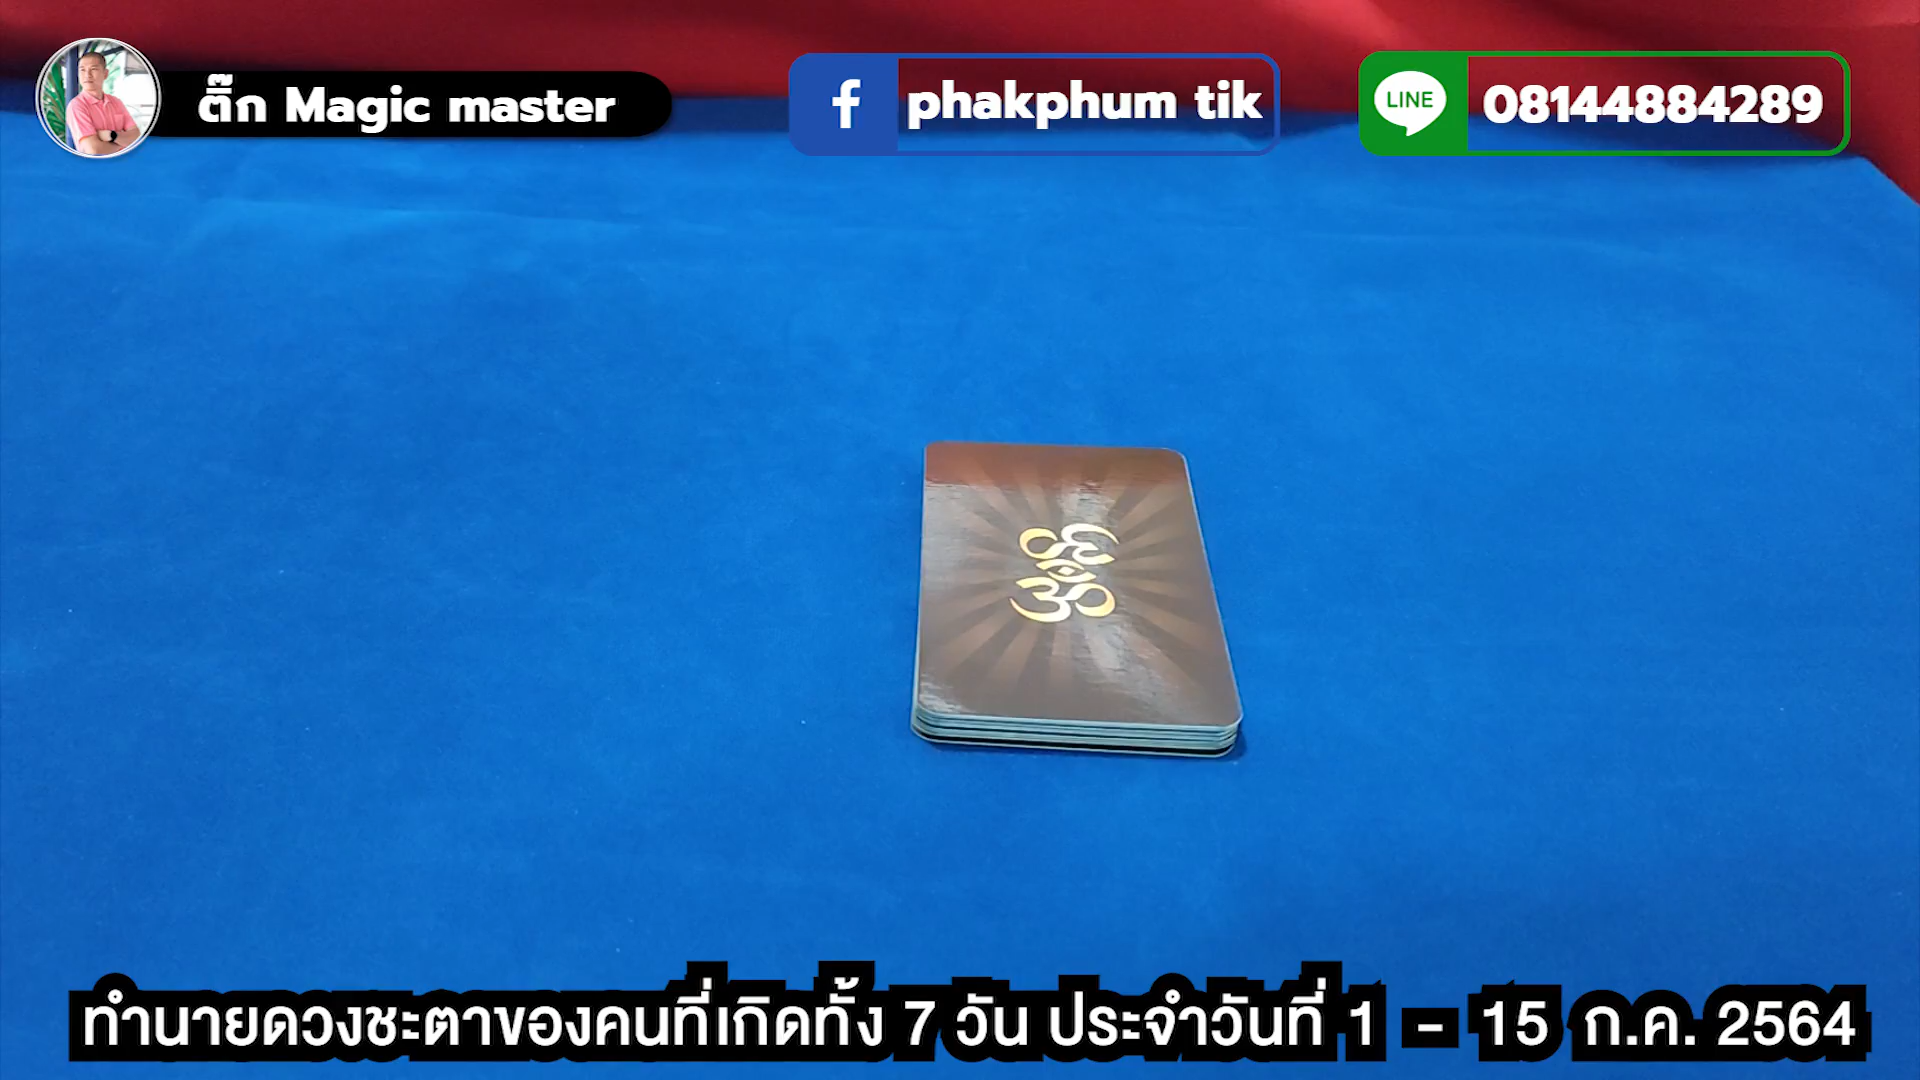 ติ๊ก Magic master
phakphum tik
LINE
08144884289
ทำนายดวงชะตาของคนที่เกิดทั้ง 7 วัน ประจำวันที่ 1 - 15 ก.ค. 2564